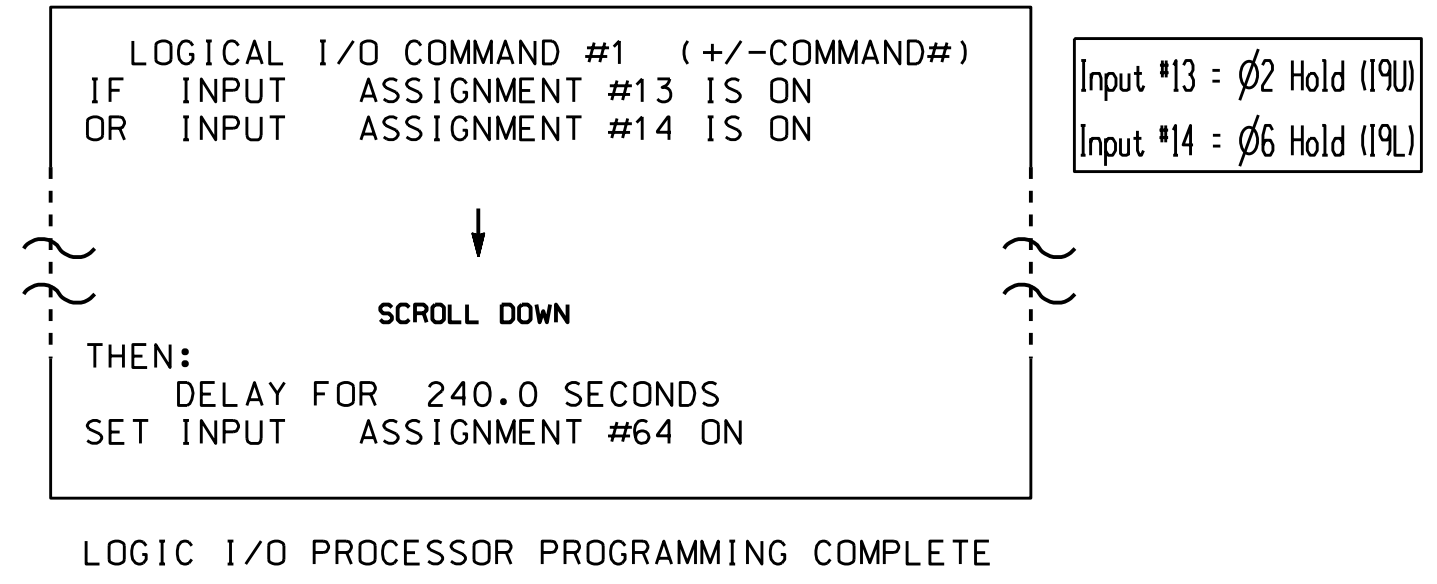 LOGICAL I/O COMMAND #1 (+/-COMMAND#)
IF INPUT ASSIGNMENT #13 IS ON
OR INPUT ASSIGNMENT #14 IS ON
Input #13 = Ø2 Hold (I9U)
Input #14 = Ø6 Hold (I9L)
SCROLL DOWN
THEN:
DELAY FOR 240.0 SECONDS
SET INPUT ASSIGNMENT #64 ON
LOGIC I/O PROCESSOR PROGRAMMING COMPLETE